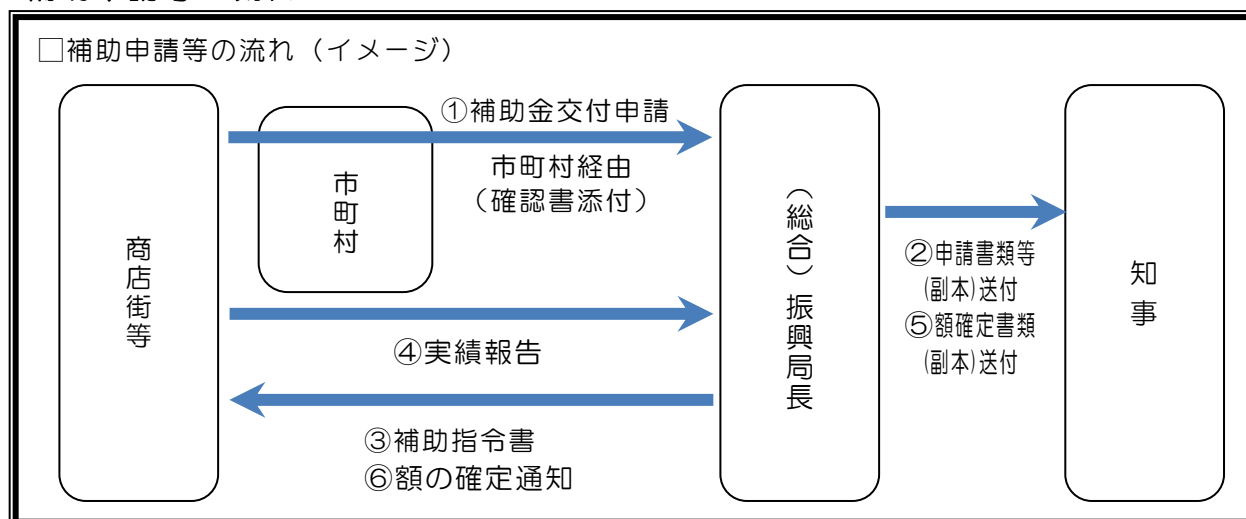 □補助申請等の流れ（イメージ）
商店街等
市町村
①補助金交付申請
市町村経由
（確認書添付）
④実績報告
③補助指令書
⑥額の確定通知
（総合）振興局長
②申請書類等
(副本)送付
⑤額確定書類
(副本)送付
知事